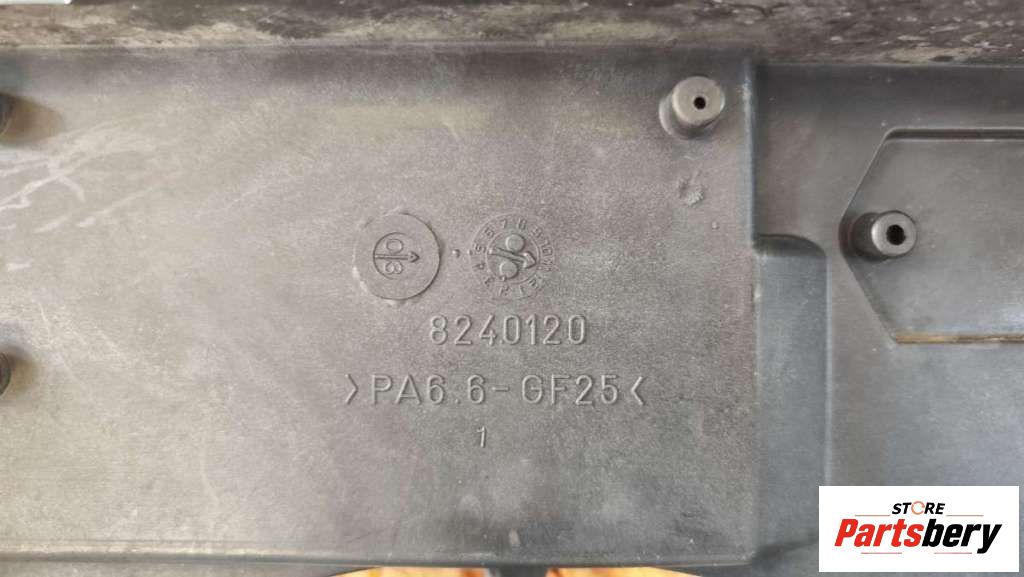 8240120
>PA6.6-GF25<
1
STORE
Partsbery